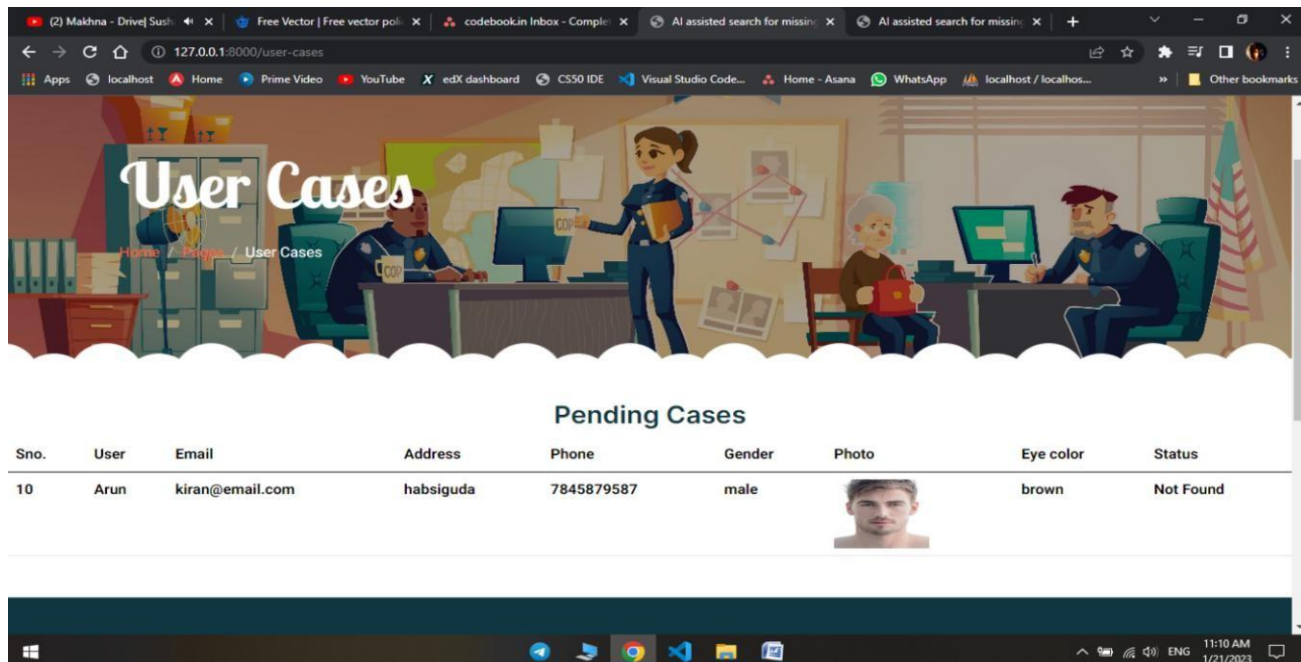 (2) Makhna - Drive| Sush
Free Vector | Free vector poli
codebook.in Inbox - Complet
AI assisted search for missing
AI assisted search for missing
127.0.0.1:8000/user-cases
Apps localhost Home Prime Video YouTube edX dashboard CS50 IDE Visual Studio Code... Home - Asana WhatsApp localhost / localhos... » Other bookmarks
User Cases
Home / Pages / User Cases
COP
COP
Pending Cases
Sno. User Email Address Phone Gender Photo Eye color Status
10 Arun kiran@email.com habsiguda 7845879587 male brown Not Found
ENG
11:10 AM
1/21/2023